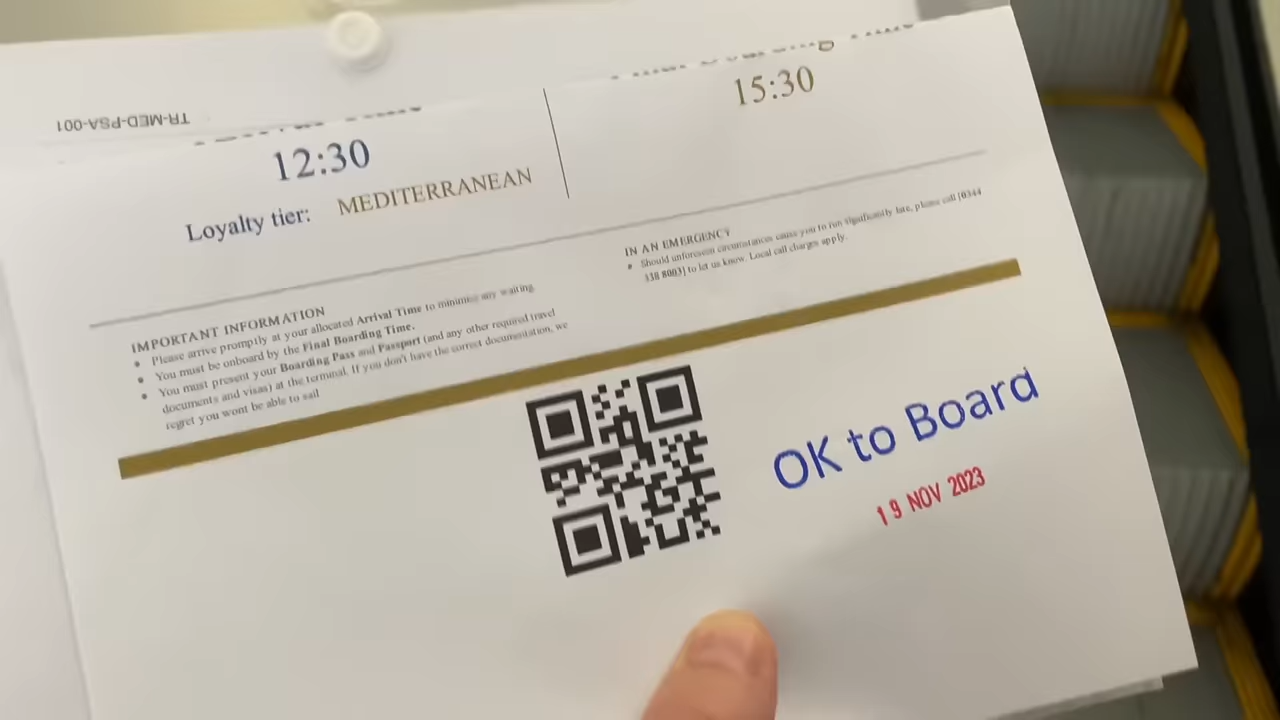 TR-MED-PSA-001
12:30
Loyalty tier: MEDITERRANEAN
15:30
IMPORTANT INFORMATION
• Please arrive promptly at your allocated Arrival Time to minimise any waiting.
• You must be onboard by the Final Boarding Time.
• You must present your Boarding Pass and Passport (and any other required travel
documents and visas) at the terminal. If you don't have the correct documentation, we
regret you wont be able to sail
IN AN EMERGENCY
• Should unforeseen circumstances cause you to run significantly late, please call [0344
338 8003] to let us know. Local call charges apply.
OK to Board
19 NOV 2023